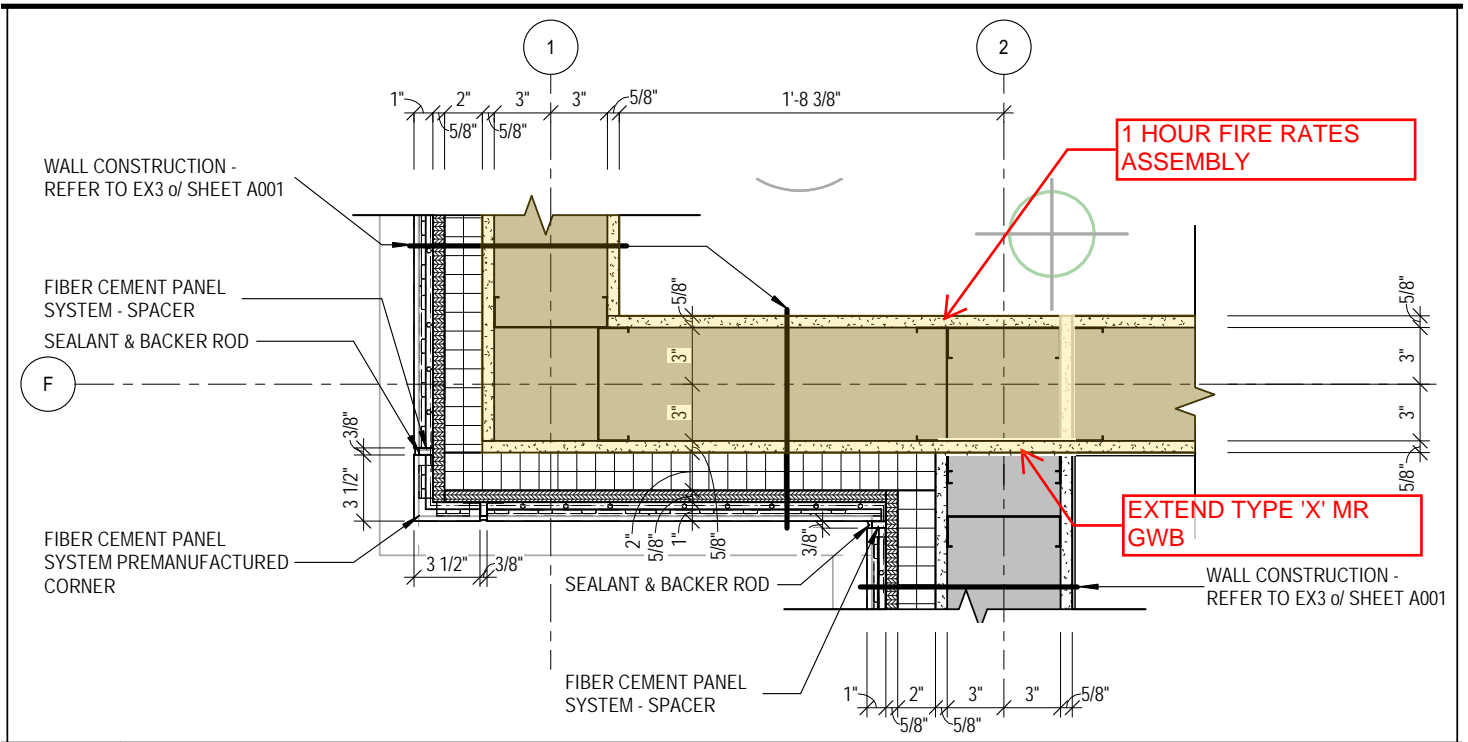 1
2
1"
2"
3"
3"
5/8"
1'-8 3/8"
5/8"
5/8"
1 HOUR FIRE RATES
ASSEMBLY
WALL CONSTRUCTION -
REFER TO EX3 o/ SHEET A001
FIBER CEMENT PANEL
SYSTEM - SPACER
SEALANT & BACKER ROD
5/8"
5/8"
3"
3"
F
3"
3"
3/8"
3 1/2"
5/8"
EXTEND TYPE 'X' MR
GWB
FIBER CEMENT PANEL
SYSTEM PREMANUFACTURED
CORNER
2"
5/8"
1"
5/8"
3/8"
3 1/2"
3/8"
SEALANT & BACKER ROD
WALL CONSTRUCTION -
REFER TO EX3 o/ SHEET A001
FIBER CEMENT PANEL
SYSTEM - SPACER
1"
2"
3"
3"
5/8"
5/8"
5/8"